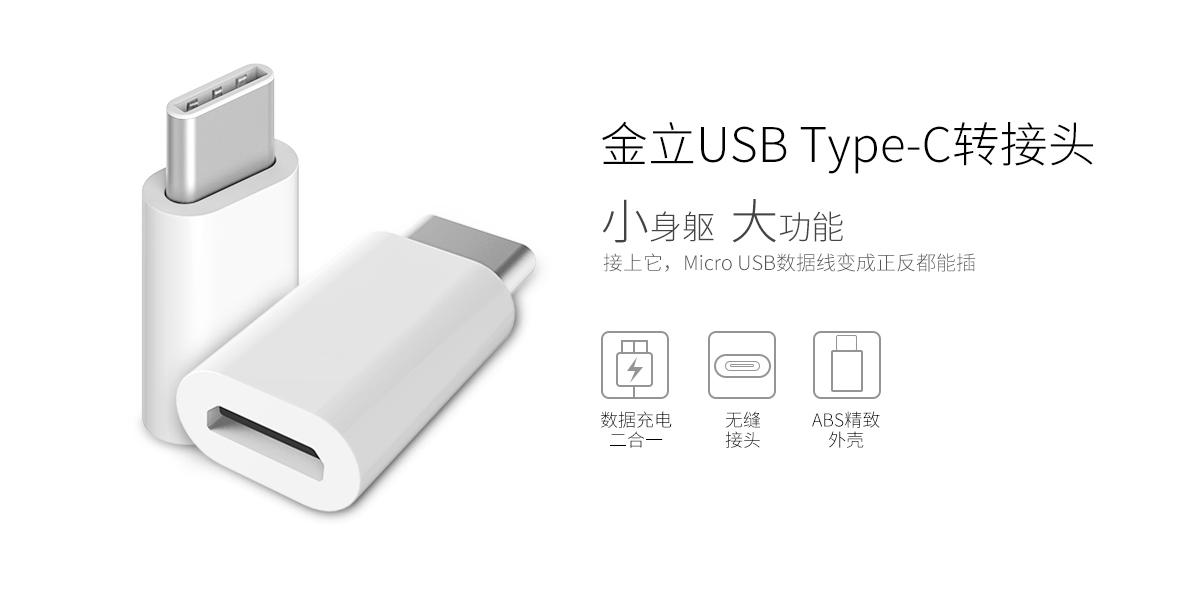 金立USB Type-C转接头
小身躯 大功能
接上它，Micro USB数据线变成正反都能插
数据充电
二合一
无缝
接头
ABS精致
外壳